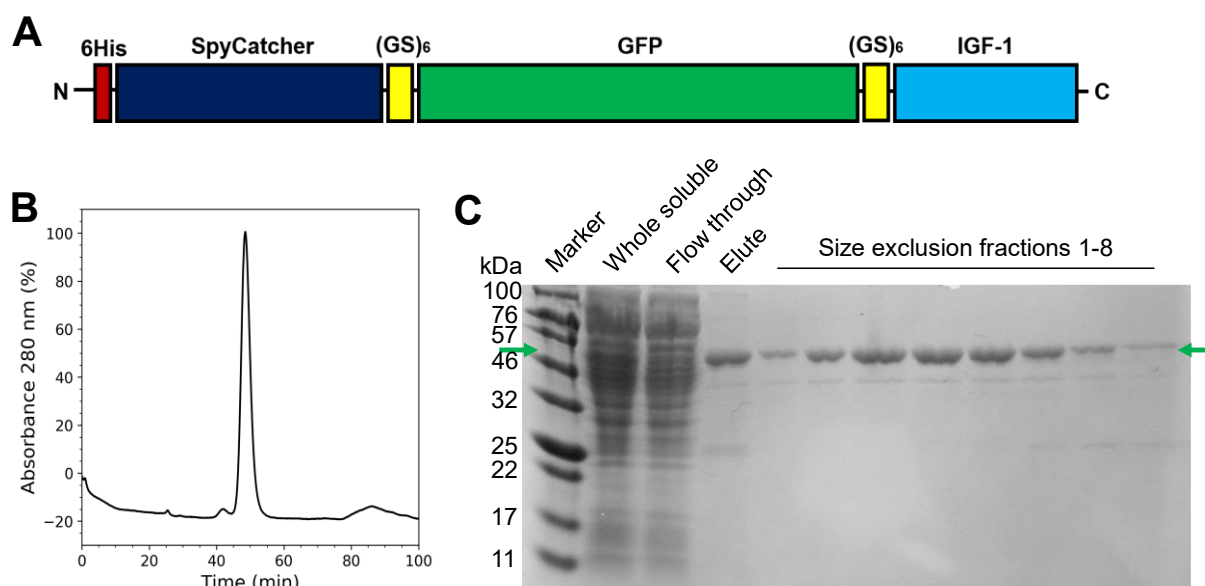 A
6His SpyCatcher (GS)6 GFP (GS)6 IGF-1
N C
B
Absorbance 280 nm (%)
100
80
60
40
20
0
−20
0 20 40 60 80 100
Time (min)
C
kDa Marker Whole soluble Flow through Elute Size exclusion fractions 1-8
100
76
57
46
32
25
22
17
11